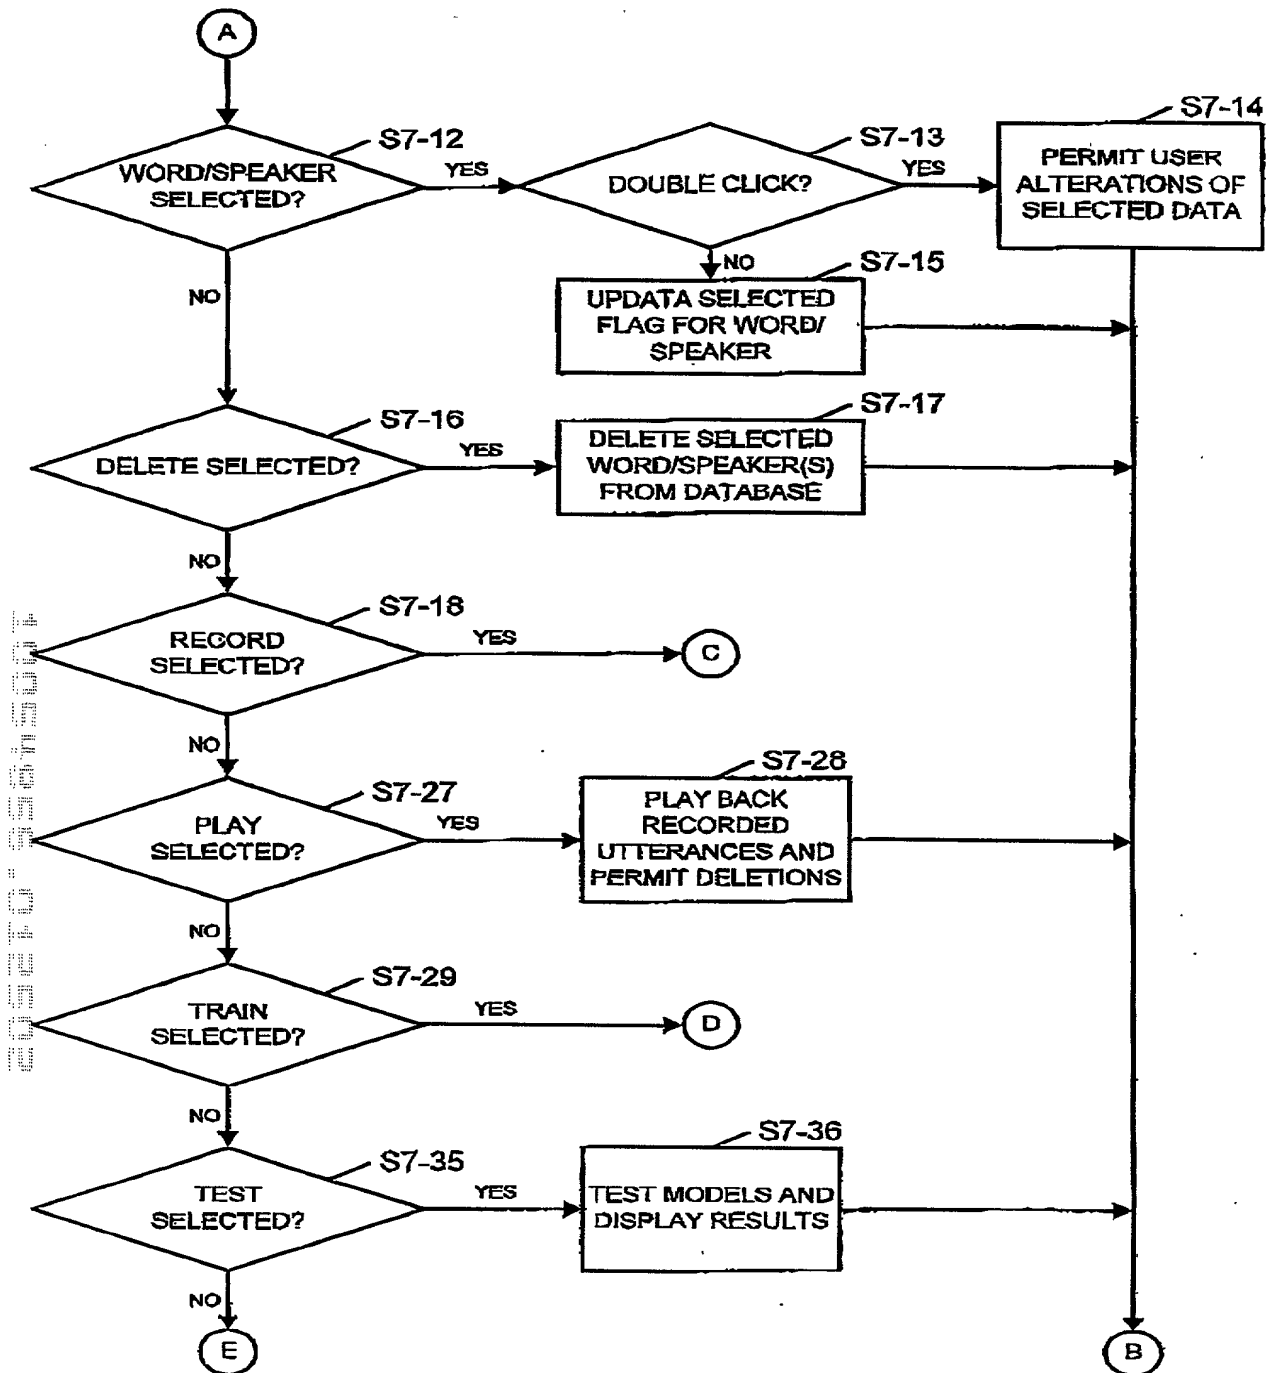 A
S7-12
WORD/SPEAKER
SELECTED?
YES
NO
S7-13
DOUBLE CLICK?
YES
NO
S7-14
PERMIT USER
ALTERATIONS OF
SELECTED DATA
S7-15
UPDATA SELECTED
FLAG FOR WORD/
SPEAKER
S7-16
DELETE SELECTED?
YES
NO
S7-17
DELETE SELECTED
WORD/SPEAKER(S)
FROM DATABASE
S7-18
RECORD
SELECTED?
YES
NO
C
S7-27
PLAY
SELECTED?
YES
NO
S7-28
PLAY BACK
RECORDED
UTTERANCES AND
PERMIT DELETIONS
S7-29
TRAIN
SELECTED?
YES
NO
D
S7-35
TEST
SELECTED?
YES
NO
S7-36
TEST MODELS AND
DISPLAY RESULTS
E
B